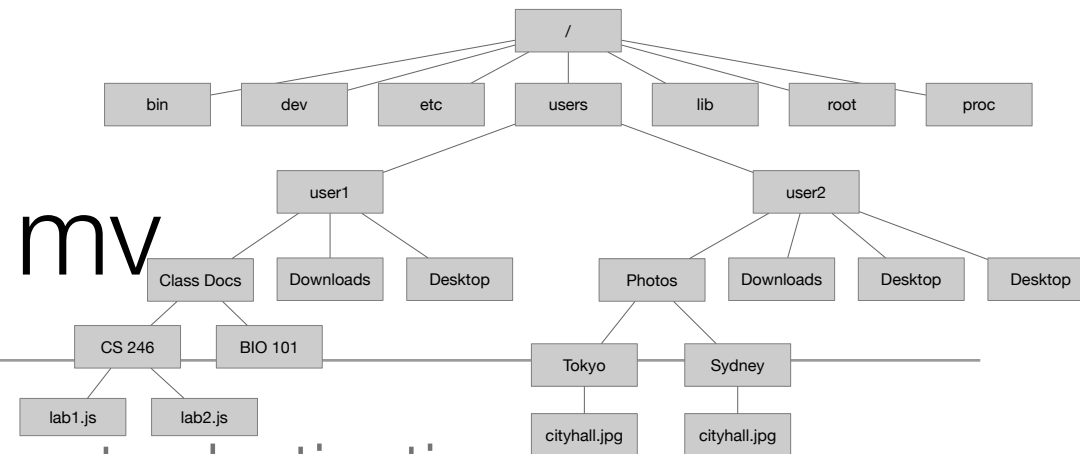 /
bin dev etc users lib root proc
user1 user2
mv
Class Docs Downloads Desktop Photos Downloads Desktop Desktop
CS 246 BIO 101
Tokyo Sydney
lab1.js lab2.js
cityhall.jpg cityhall.jpg